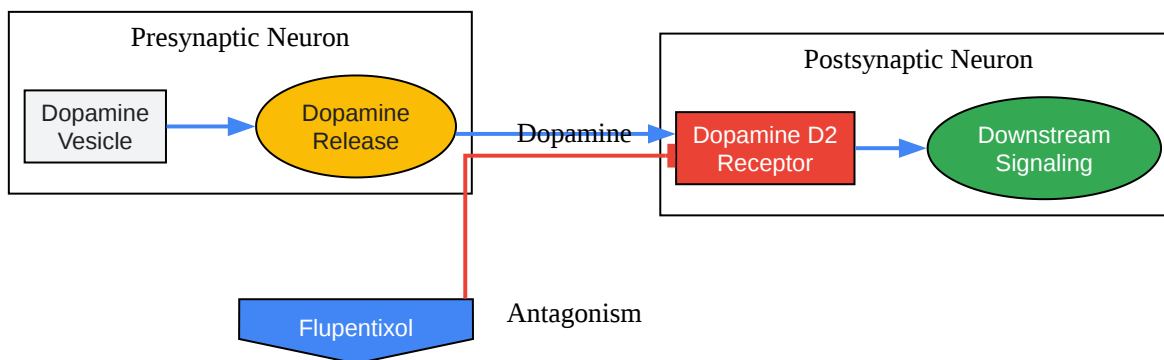 Presynaptic Neuron
Dopamine
Vesicle
Dopamine
Release
Dopamine
Postsynaptic Neuron
Dopamine D2
Receptor
Downstream
Signaling
Flupentixol
Antagonism